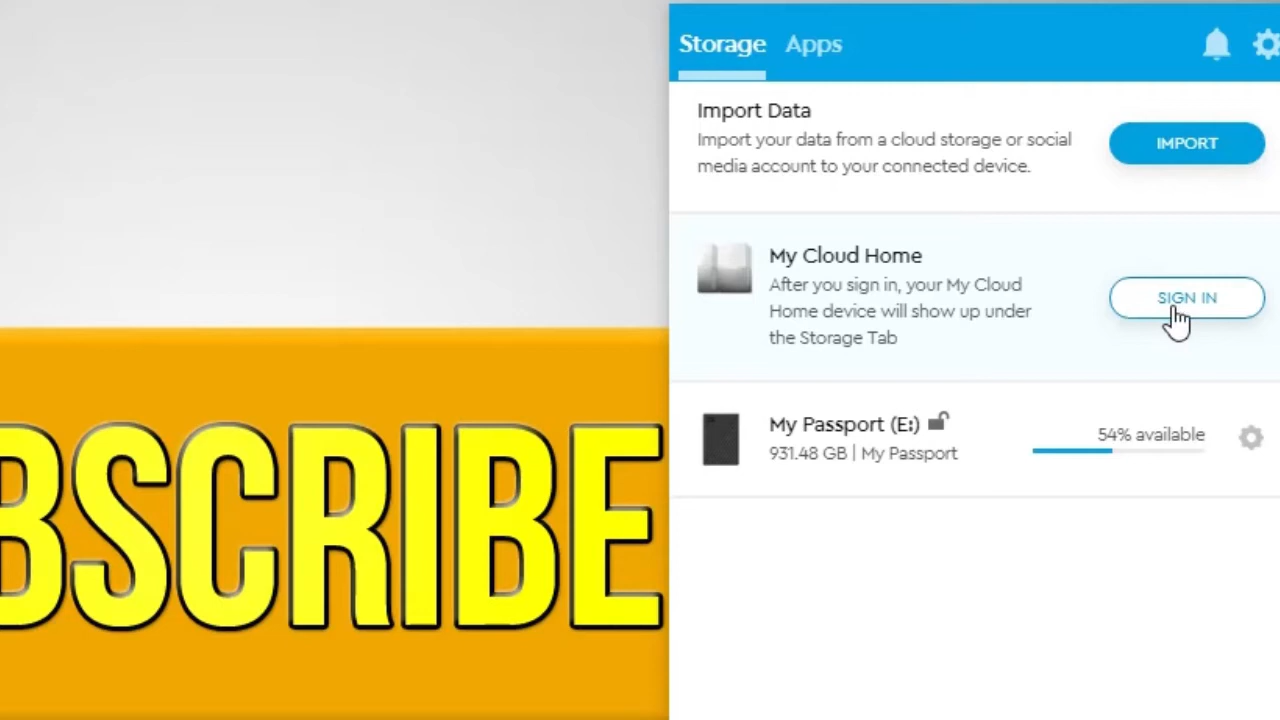 Storage Apps
Import Data
Import your data from a cloud storage or social
media account to your connected device.
IMPORT
My Cloud Home
After you sign in, your My Cloud
Home device will show up under
the Storage Tab
SIGN IN
My Passport (E:)
931.48 GB | My Passport
54% available
BSCRIBE